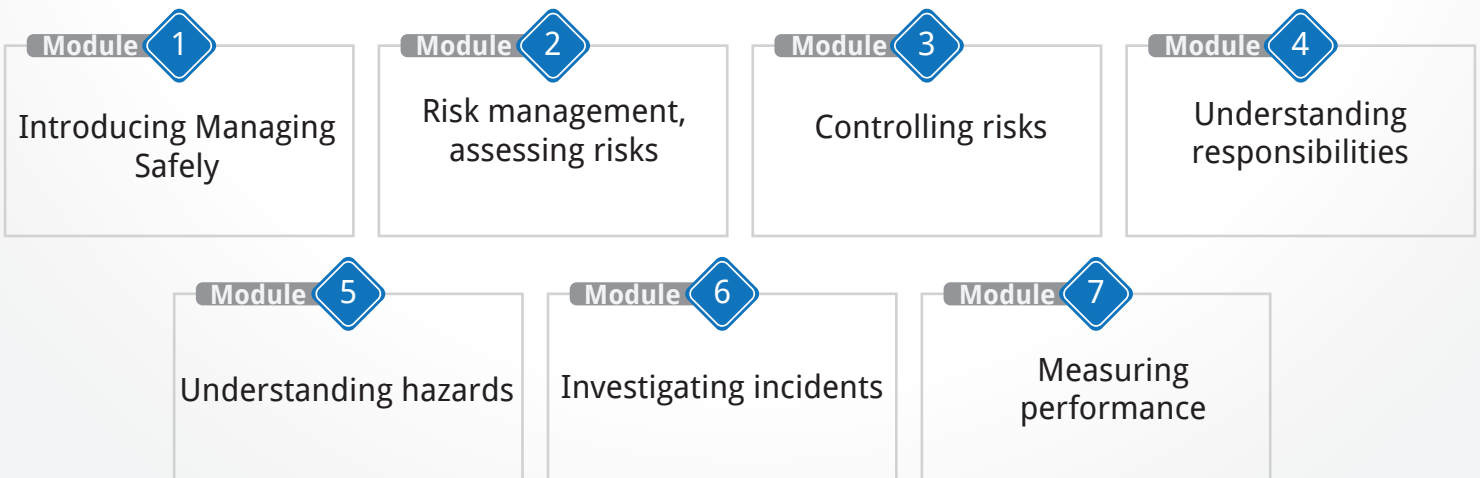 Module 1
Introducing Managing
Safely
Module 2
Risk management,
assessing risks
Module 3
Controlling risks
Module 4
Understanding
responsibilities
Module 5
Understanding hazards
Module 6
Investigating incidents
Module 7
Measuring
performance